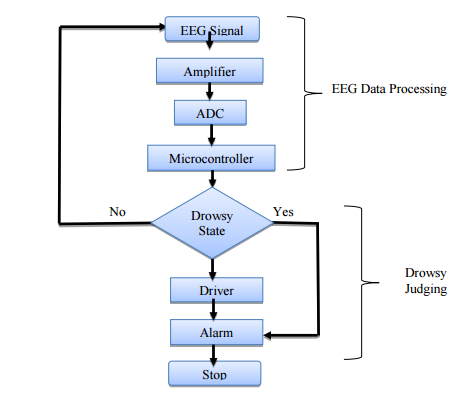 EEG Signal
Amplifier
EEG Data Processing
ADC
Microcontroller
No
Drowsy
State
Yes
Drowsy
Judging
Driver
Alarm
Stop